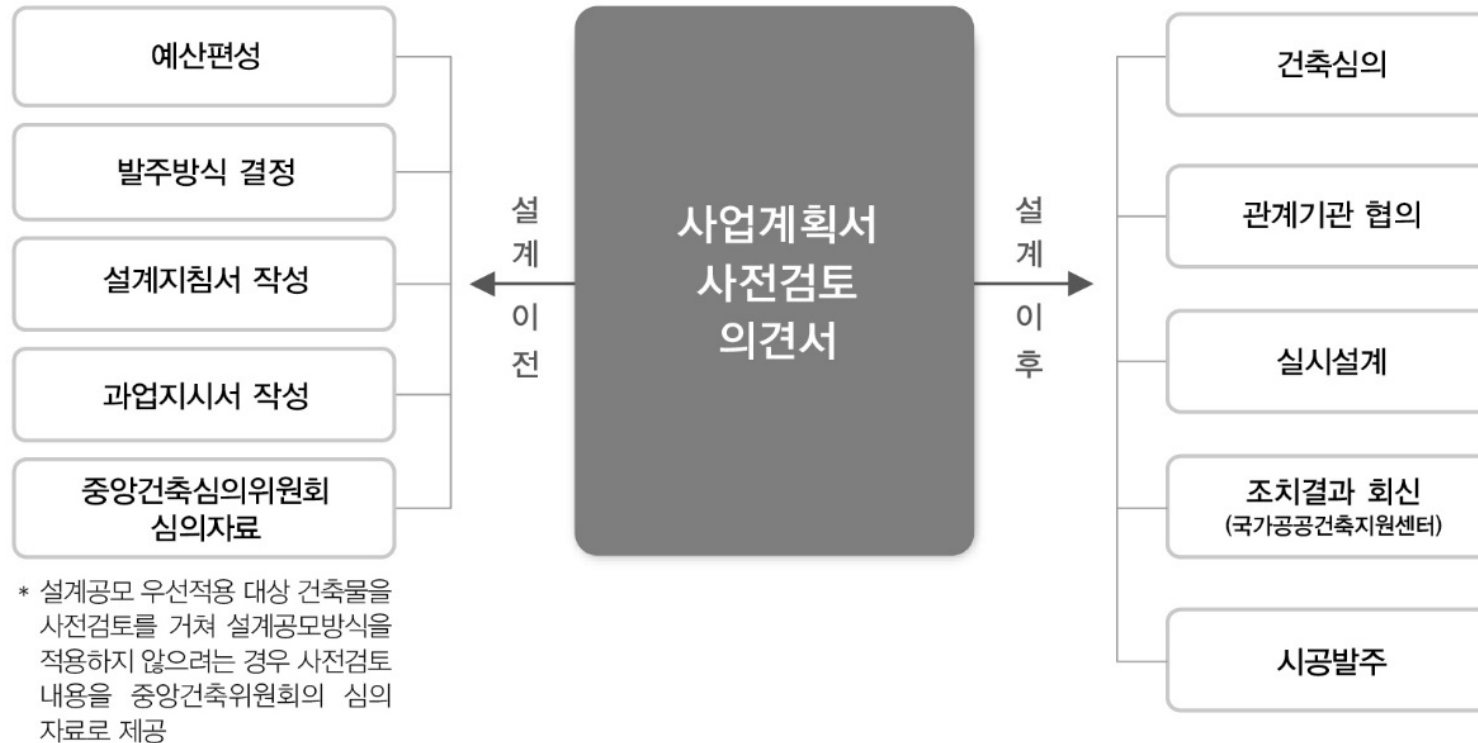 예산편성
발주방식 결정
설계지침서 작성
과업지시서 작성
중앙건축심의위원회
심의자료
* 설계공모 우선적용 대상 건축물을
사전검토를 거쳐 설계공모방식을
적용하지 않으려는 경우 사전검토
내용을 중앙건축위원회의 심의
자료로 제공
설계 이전
사업계획서
사전검토
의견서
설계 이후
건축심의
관계기관 협의
실시설계
조치결과 회신
(국가공공건축지원센터)
시공발주